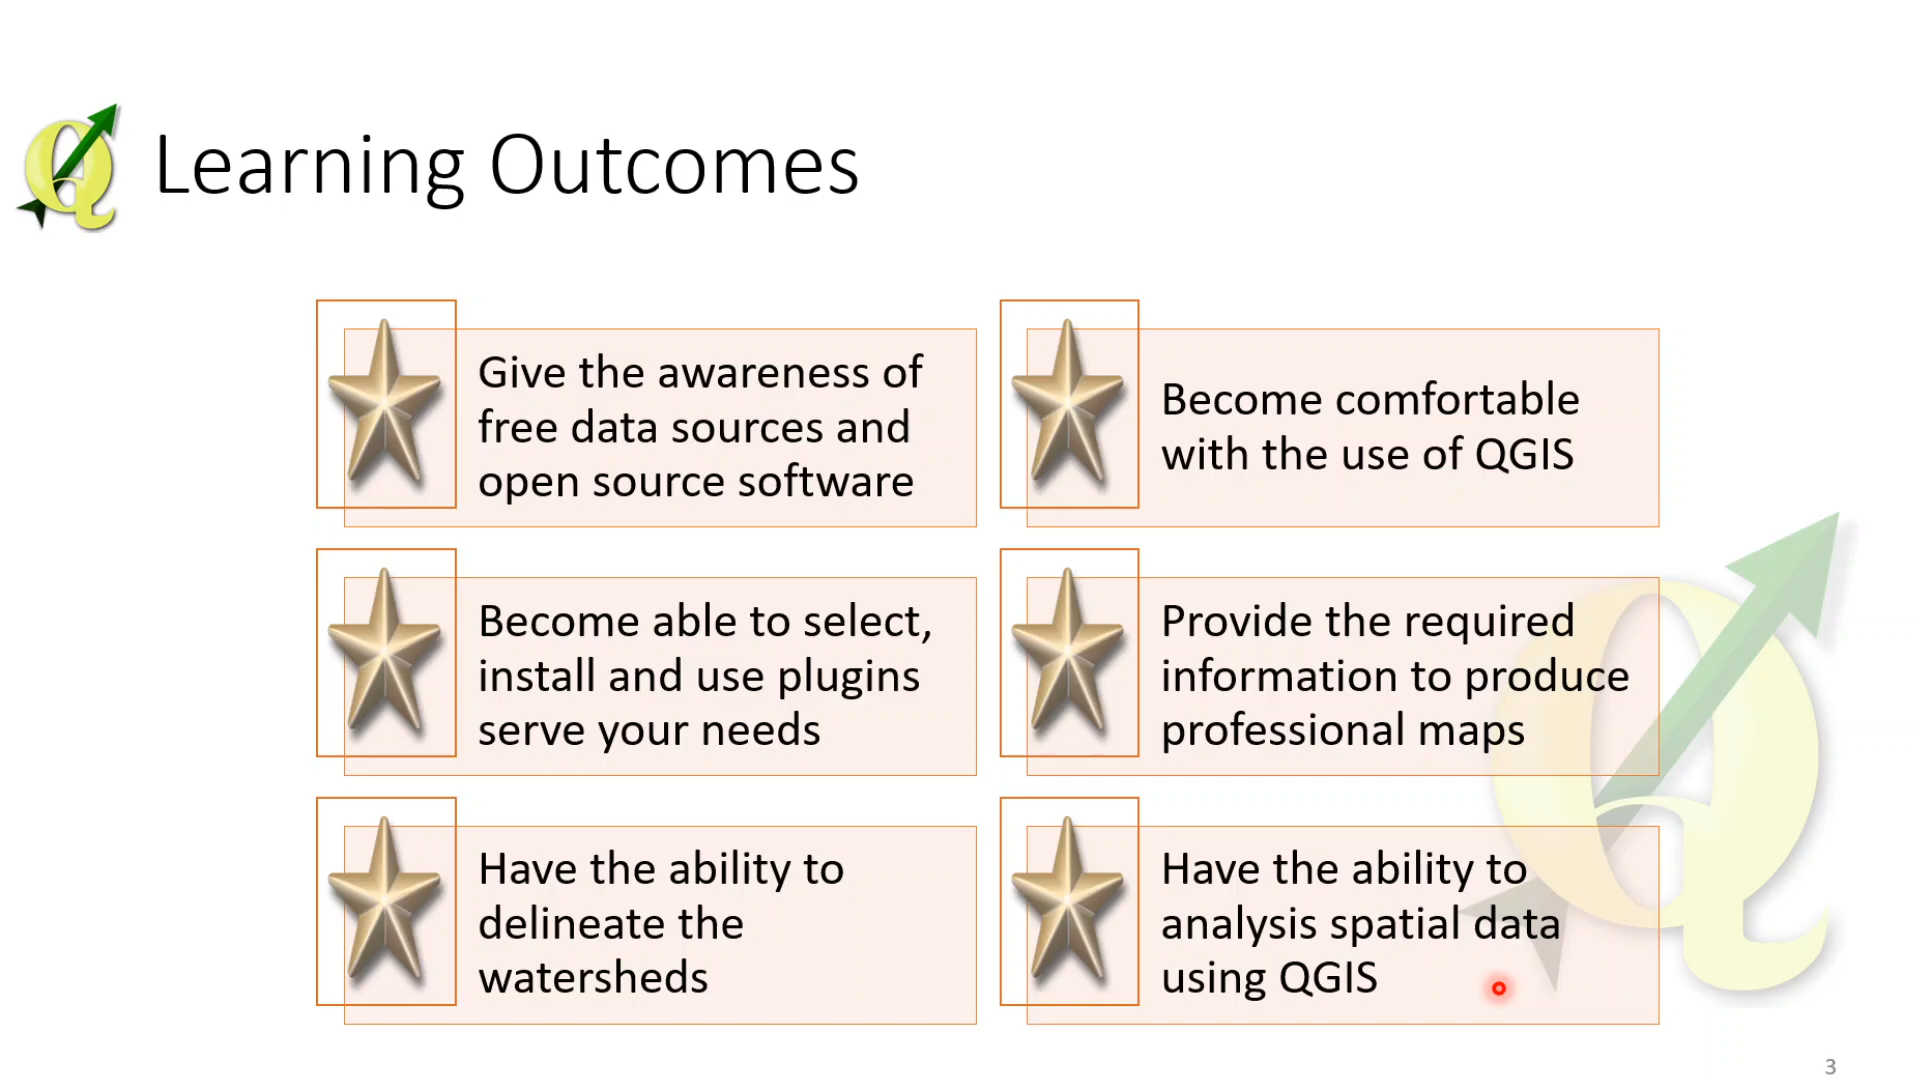 Learning Outcomes
Give the awareness of
free data sources and
open source software
Become comfortable
with the use of QGIS
Become able to select,
install and use plugins
serve your needs
Provide the required
information to produce
professional maps
Have the ability to
delineate the
watersheds
Have the ability to
analysis spatial data
using QGIS
3